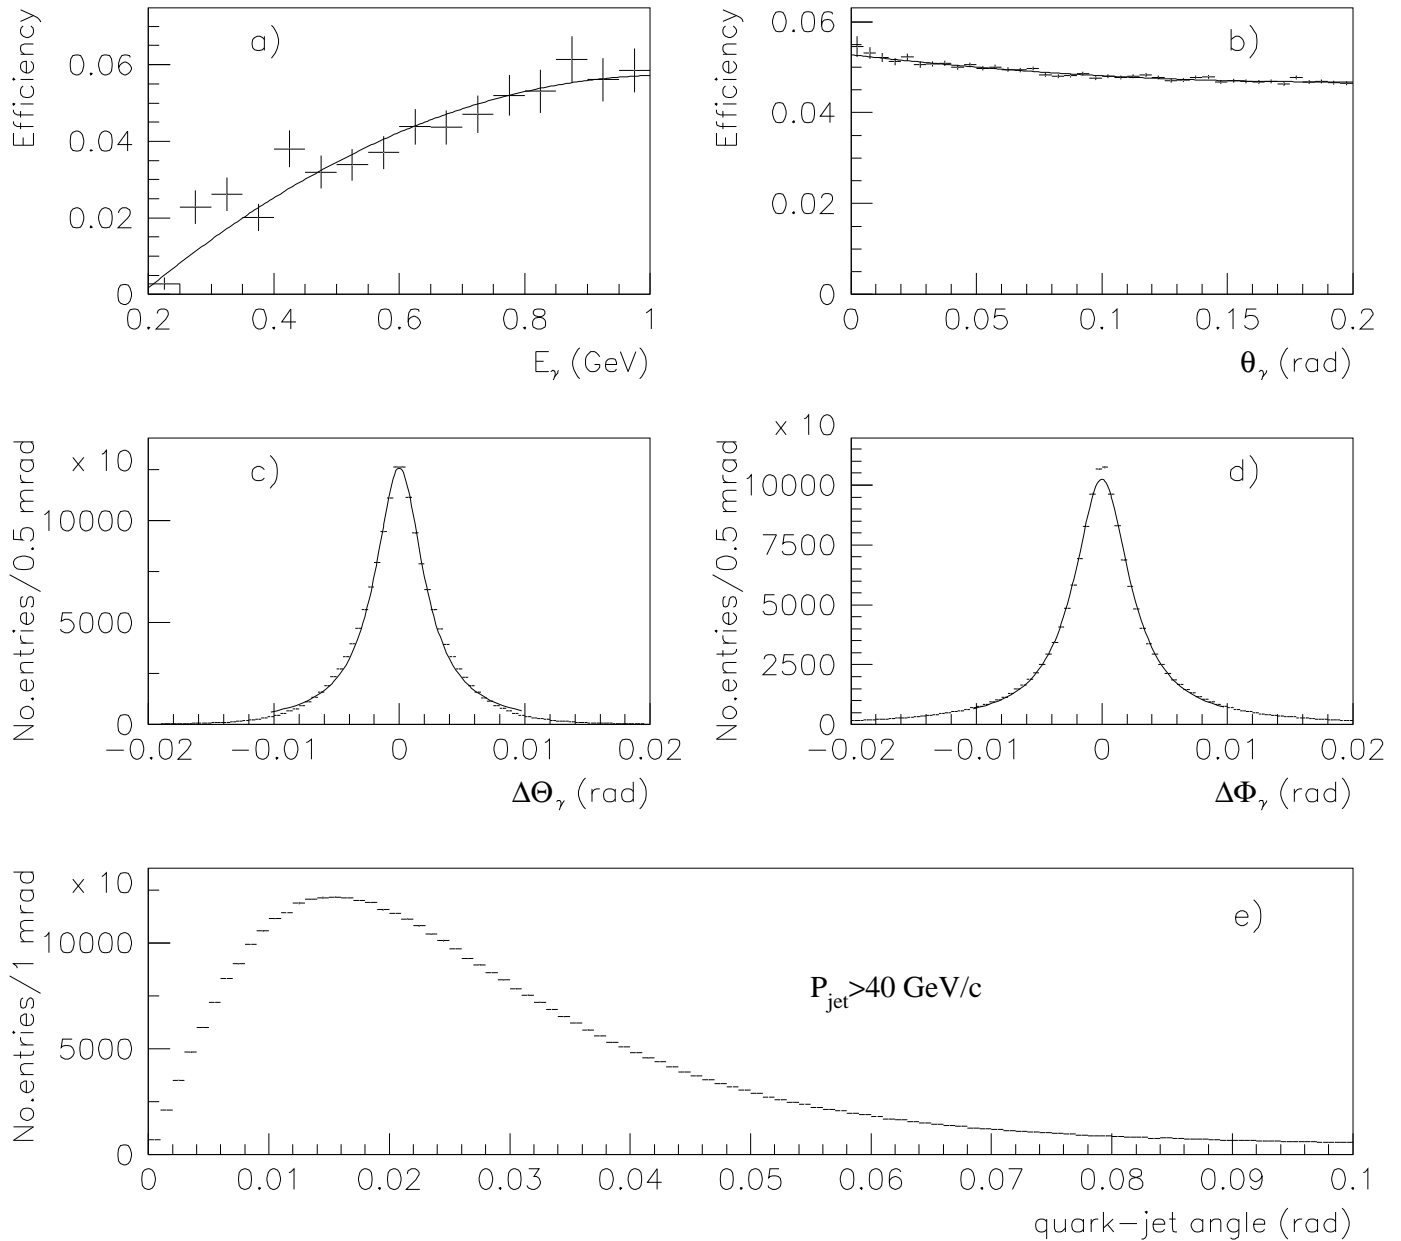 a)
Efficiency
0.06
0.04
0.02
0
0.2 0.4 0.6 0.8 1
E_γ (GeV)
b)
Efficiency
0.06
0.04
0.02
0
0 0.05 0.1 0.15 0.2
θ_γ (rad)
c)
x 10
No.entries/0.5 mrad
10000
5000
0
−0.02 −0.01 0 0.01 0.02
ΔΘ_γ (rad)
x 10
d)
No.entries/0.5 mrad
10000
7500
5000
2500
0
−0.02 −0.01 0 0.01 0.02
ΔΦ_γ (rad)
x 10
e)
No.entries/1 mrad
10000
P_jet>40 GeV/c
5000
0
0 0.01 0.02 0.03 0.04 0.05 0.06 0.07 0.08 0.09 0.1
quark−jet angle (rad)